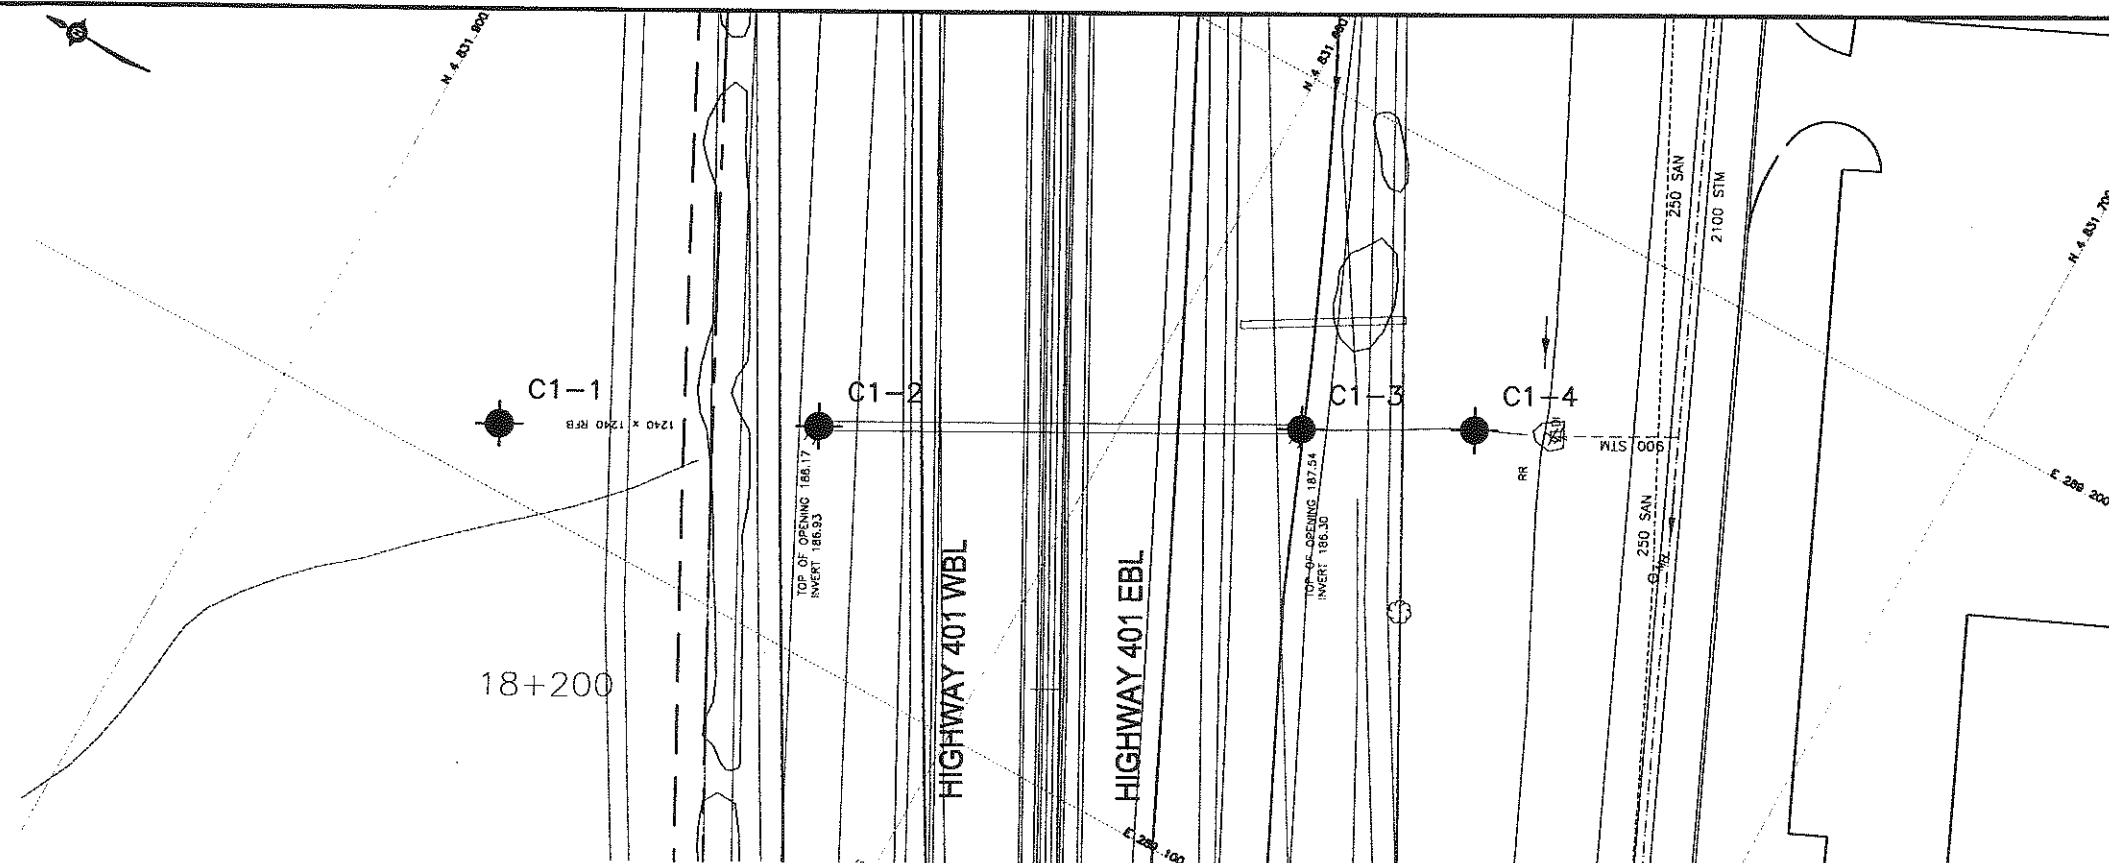 N 4 831 900
N 4 831 800
N 4 831 700
250 SAN
2100 STM
C1-1
C1-2
C1-3
C1-4
1240 x 1240 RFB
900 STM
RR
TOP OF OPENING 188.17
INVERT 186.93
TOP OF OPENING 187.54
INVERT 186.30
250 SAN
E 289 200
HIGHWAY 401 WBL
HIGHWAY 401 EBL
18+200
E 289 100